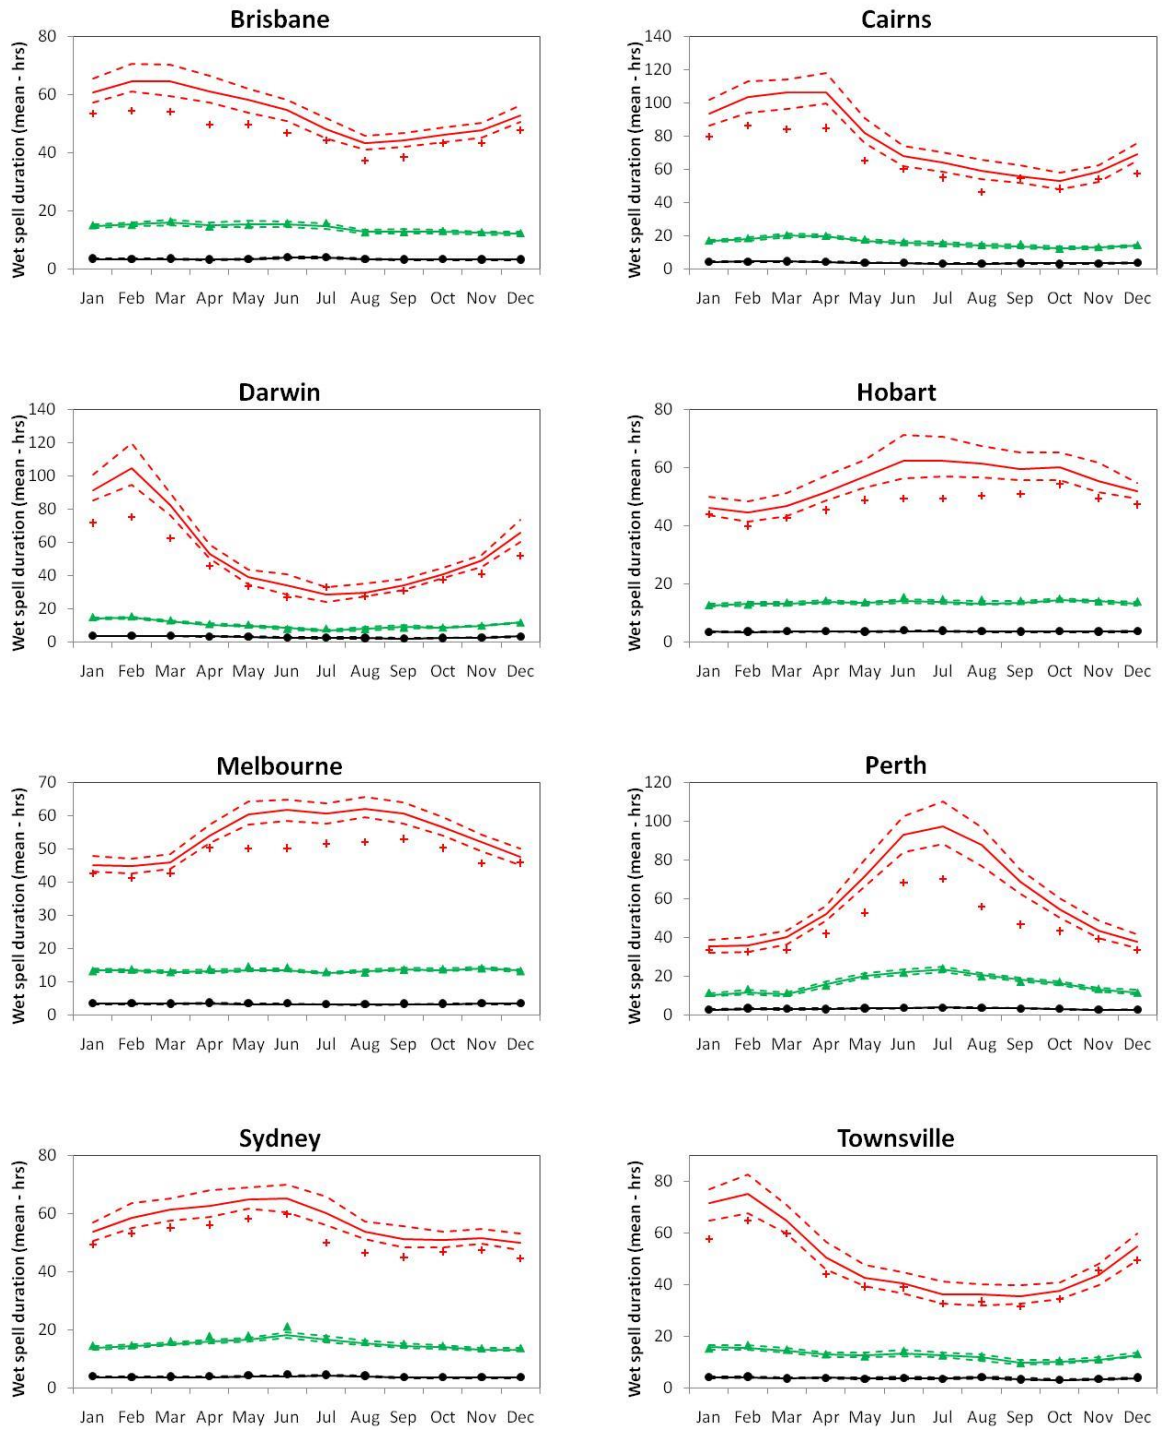 Brisbane
Wet spell duration (mean - hrs)
80
60
40
20
0
Jan Feb Mar Apr May Jun Jul Aug Sep Oct Nov Dec
Cairns
Wet spell duration (mean - hrs)
140
120
100
80
60
40
20
0
Jan Feb Mar Apr May Jun Jul Aug Sep Oct Nov Dec
Darwin
Wet spell duration (mean - hrs)
140
120
100
80
60
40
20
0
Jan Feb Mar Apr May Jun Jul Aug Sep Oct Nov Dec
Hobart
Wet spell duration (mean - hrs)
80
60
40
20
0
Jan Feb Mar Apr May Jun Jul Aug Sep Oct Nov Dec
Melbourne
Wet spell duration (mean - hrs)
70
60
50
40
30
20
10
0
Jan Feb Mar Apr May Jun Jul Aug Sep Oct Nov Dec
Perth
Wet spell duration (mean - hrs)
120
100
80
60
40
20
0
Jan Feb Mar Apr May Jun Jul Aug Sep Oct Nov Dec
Sydney
Wet spell duration (mean - hrs)
80
60
40
20
0
Jan Feb Mar Apr May Jun Jul Aug Sep Oct Nov Dec
Townsville
Wet spell duration (mean - hrs)
80
60
40
20
0
Jan Feb Mar Apr May Jun Jul Aug Sep Oct Nov Dec